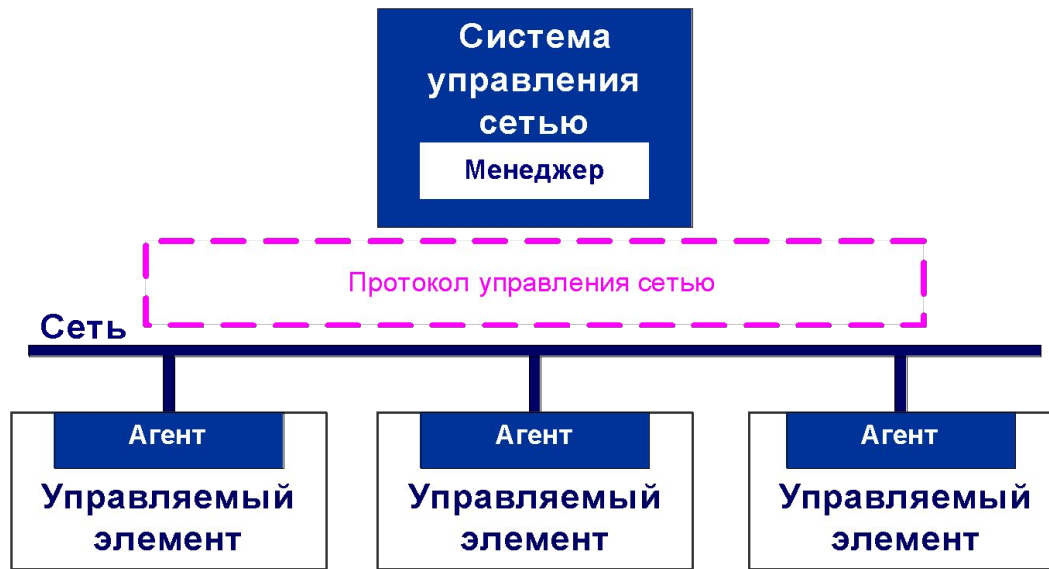 Система
управления
сетью
Менеджер
Протокол управления сетью
Сеть
Агент
Управляемый
элемент
Агент
Управляемый
элемент
Агент
Управляемый
элемент